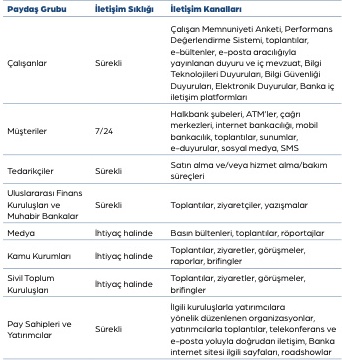 Paydaş Grubu İletişim Sıklığı İletişim Kanalları
Çalışanlar Sürekli Çalışan Memnuniyeti Anketi, Performans
Değerlendirme Sistemi, toplantılar,
e-bültenler, e-posta aracılığıyla
yayınlanan duyuru ve iç mevzuat, Bilgi
Teknolojileri Duyuruları, Bilgi Güvenliği
Duyuruları, Elektronik Duyurular, Banka iç
iletişim platformları
Müşteriler 7/24 Halkbank şubeleri, ATM'ler, çağrı
merkezleri, internet bankacılığı, mobil
bankacılık, toplantılar, sunumlar,
e-duyurular, sosyal medya, SMS
Tedarikçiler Sürekli Satın alma ve/veya hizmet alma/bakım
süreçleri
Uluslararası Finans
Kuruluşları ve
Muhabir Bankalar Sürekli Toplantılar, ziyaretçiler, yazışmalar
Medya İhtiyaç halinde Basın bültenleri, toplantılar, röportajlar
Kamu Kurumları İhtiyaç halinde Toplantılar, ziyaretler, görüşmeler,
raporlar, brifingler
Sivil Toplum
Kuruluşları İhtiyaç halinde Toplantılar, ziyaretler, görüşmeler,
brifingler
Pay Sahipleri ve
Yatırımcılar Sürekli İlgili kuruluşlarla yatırımcılara
yönelik düzenlenen organizasyonlar,
yatırımcılarla toplantılar, telekonferans ve
e-posta yoluyla doğrudan iletişim, Banka
internet sitesi ilgili sayfaları, roadshowlar